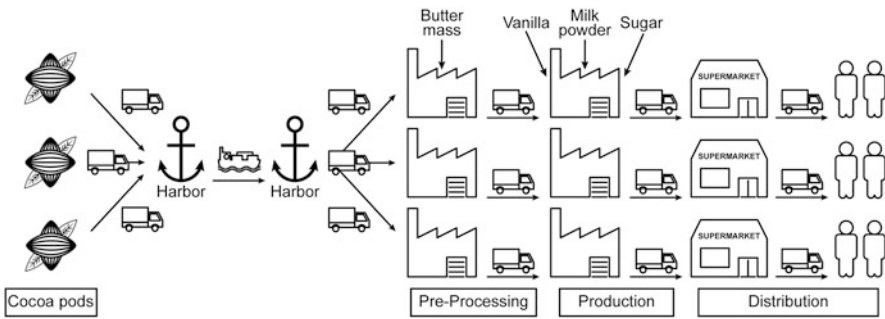 Butter
mass
Vanilla
Milk
powder
Sugar
SUPERMARKET
Harbor
Harbor
SUPERMARKET
SUPERMARKET
Cocoa pods
Pre-Processing
Production
Distribution